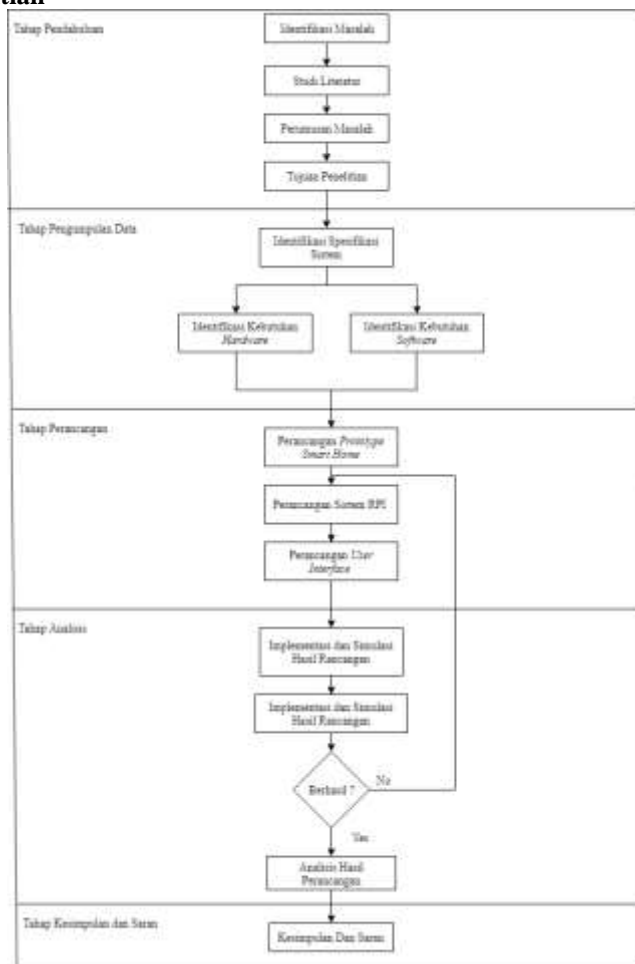 Tahap Pendahuluan
Identifikasi Masalah
Studi Literatur
Perumusan Masalah
Tujuan Penelitian
Tahap Pengumpulan Data
Identifikasi Spesifikasi
Sistem
Identifikasi Kebutuhan
Hardware
Identifikasi Kebutuhan
Software
Tahap Perancangan
Perancangan Prototype
Smart Home
Perancangan Sistem RPI
Perancangan User
Interface
Tahap Analisis
Implementasi dan Simulasi
Hasil Rancangan
Implementasi dan Simulasi
Hasil Rancangan
Berhasil ?
No
Yes
Analisis Hasil
Perancangan
Tahap Kesimpulan dan Saran
Kesimpulan Dan Saran